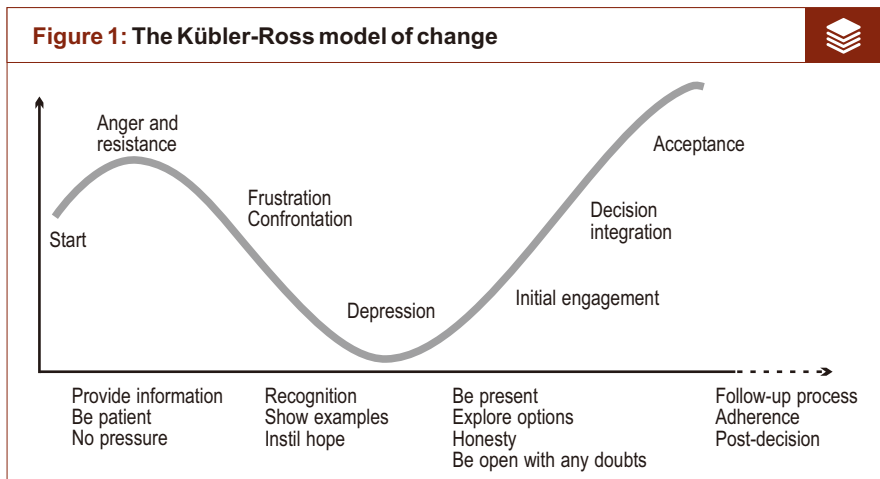 Figure 1: The Kübler-Ross model of change
Anger and
resistance
Start
Frustration
Confrontation
Depression
Initial engagement
Decision
integration
Acceptance
Provide information
Be patient
No pressure
Recognition
Show examples
Instil hope
Be present
Explore options
Honesty
Be open with any doubts
Follow-up process
Adherence
Post-decision